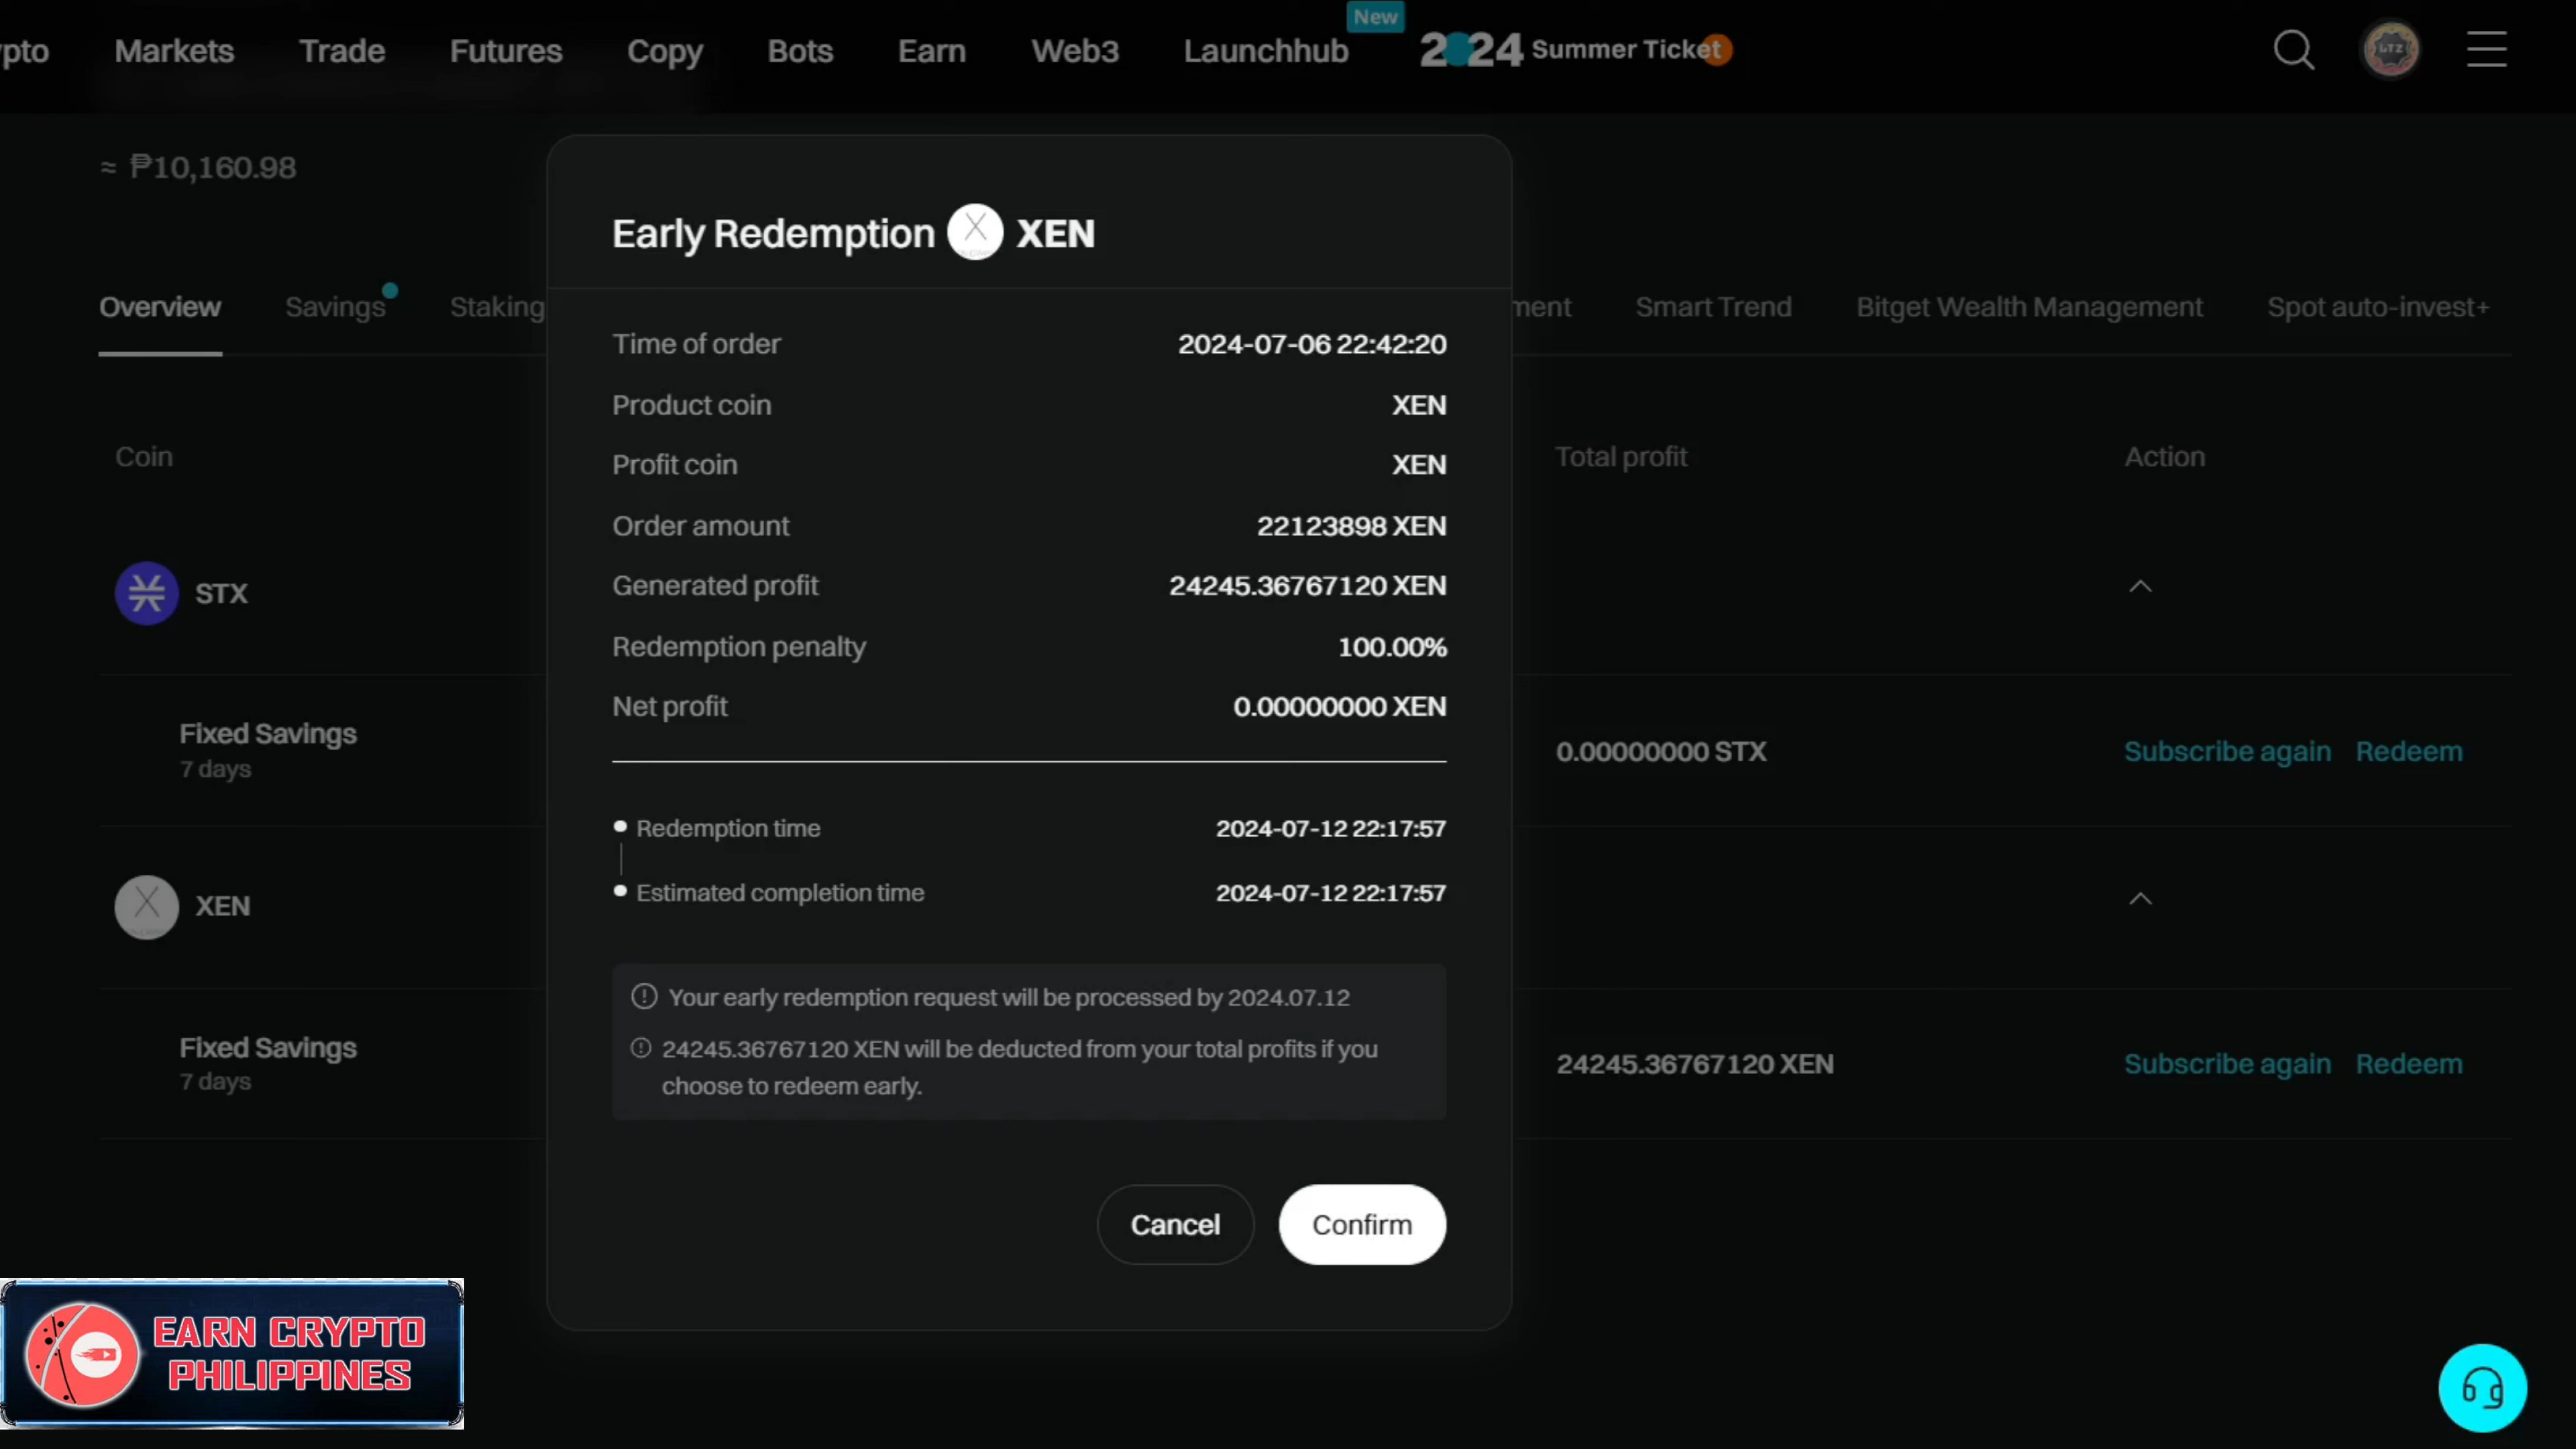 pto Markets Trade Futures Copy Bots Earn Web3 Launchhub New 2024 Summer Ticket LTZ
≈ ₱10,160.98
Early Redemption XEN
Overview Savings Staking ment Smart Trend Bitget Wealth Management Spot auto-invest+
Time of order 2024-07-06 22:42:20
Product coin XEN
Coin Total profit Action
Profit coin XEN
Order amount 22123898 XEN
STX
Generated profit 24245.36767120 XEN
Redemption penalty 100.00%
Net profit 0.00000000 XEN
Fixed Savings
7 days
0.00000000 STX Subscribe again Redeem
Redemption time 2024-07-12 22:17:57
Estimated completion time 2024-07-12 22:17:57
XEN
Your early redemption request will be processed by 2024.07.12
24245.36767120 XEN will be deducted from your total profits if you
choose to redeem early.
Fixed Savings
7 days
24245.36767120 XEN Subscribe again Redeem
Cancel Confirm
EARN CRYPTO
PHILIPPINES